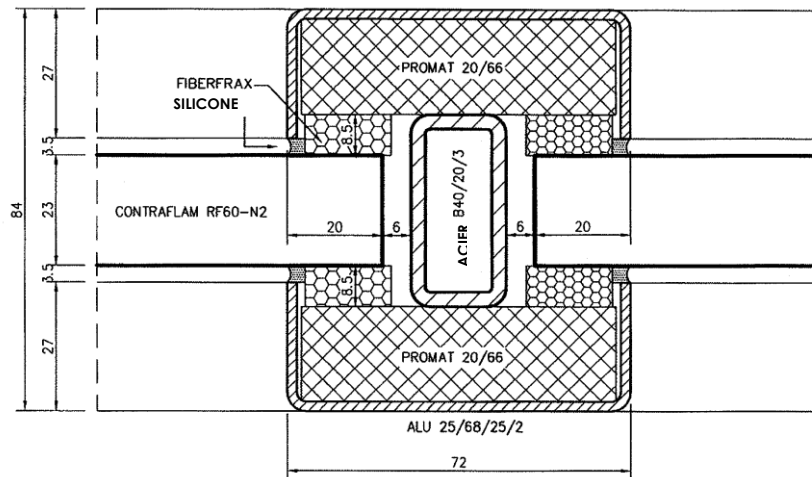 PROMAT 20/66
FIBERFRAX
SILICONE
27
3.5
8.5
84
23
CONTRAFLAM RF60-N2
20
6
ACIER B40/20/3
6
20
3.5
8.5
27
PROMAT 20/66
ALU 25/68/25/2
72